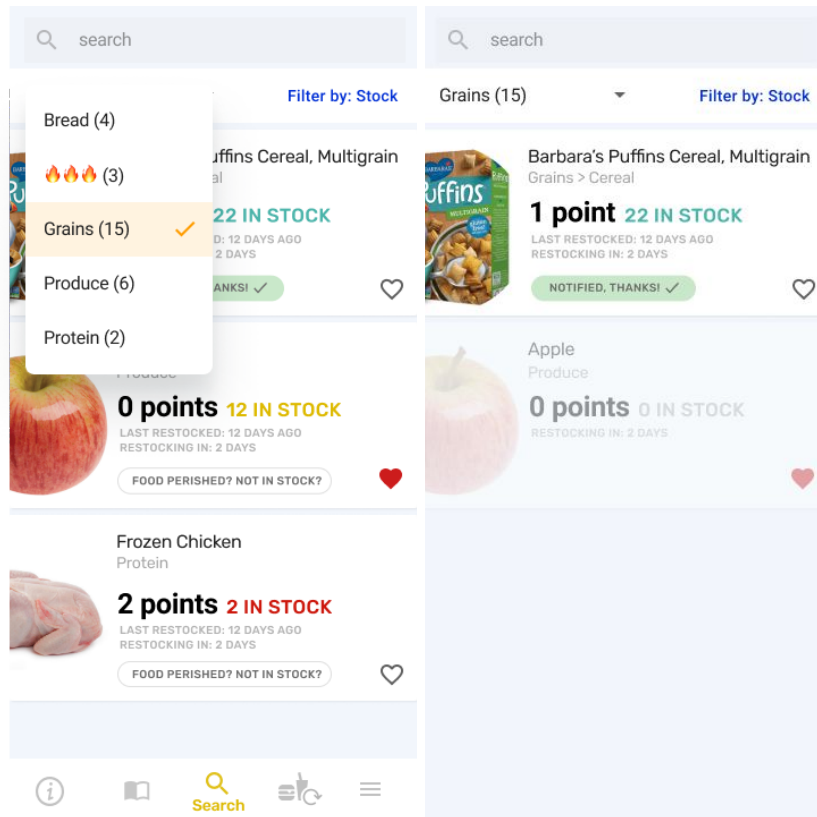 search
Filter by: Stock
Bread (4)
🔥🔥🔥 (3)
Grains (15)
Produce (6)
Protein (2)
uffins Cereal, Multigrain
al
22 IN STOCK
D: 12 DAYS AGO
2 DAYS
ANKS!
Produce
0 points 12 IN STOCK
LAST RESTOCKED: 12 DAYS AGO
RESTOCKING IN: 2 DAYS
FOOD PERISHED? NOT IN STOCK?
Frozen Chicken
Protein
2 points 2 IN STOCK
LAST RESTOCKED: 12 DAYS AGO
RESTOCKING IN: 2 DAYS
FOOD PERISHED? NOT IN STOCK?
Search
search
Grains (15)
Filter by: Stock
BARBARA'S
Puffins
MULTIGRAIN
Barbara’s Puffins Cereal, Multigrain
Grains > Cereal
1 point 22 IN STOCK
LAST RESTOCKED: 12 DAYS AGO
RESTOCKING IN: 2 DAYS
NOTIFIED, THANKS!
Apple
Produce
0 points 0 IN STOCK
RESTOCKING IN: 2 DAYS